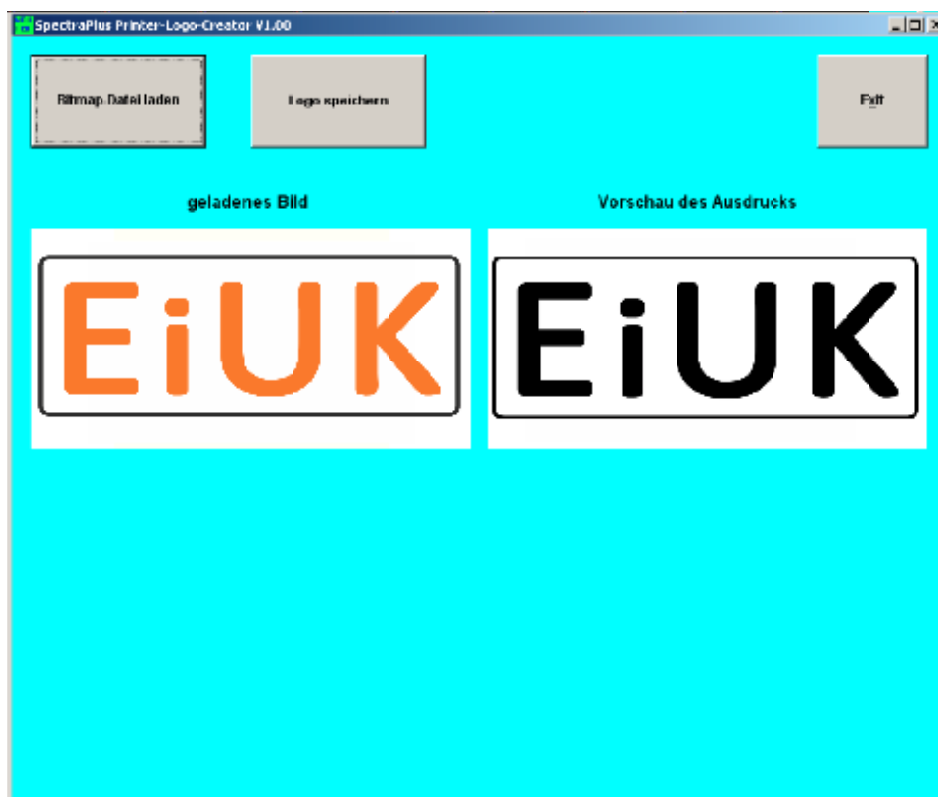 SpectraPlus Printer-Logo-Creator V1.00
Bitmap-Datei laden
Logo speichern
Exit
geladenes Bild
Vorschau des Ausdrucks
EiUK
EiUK